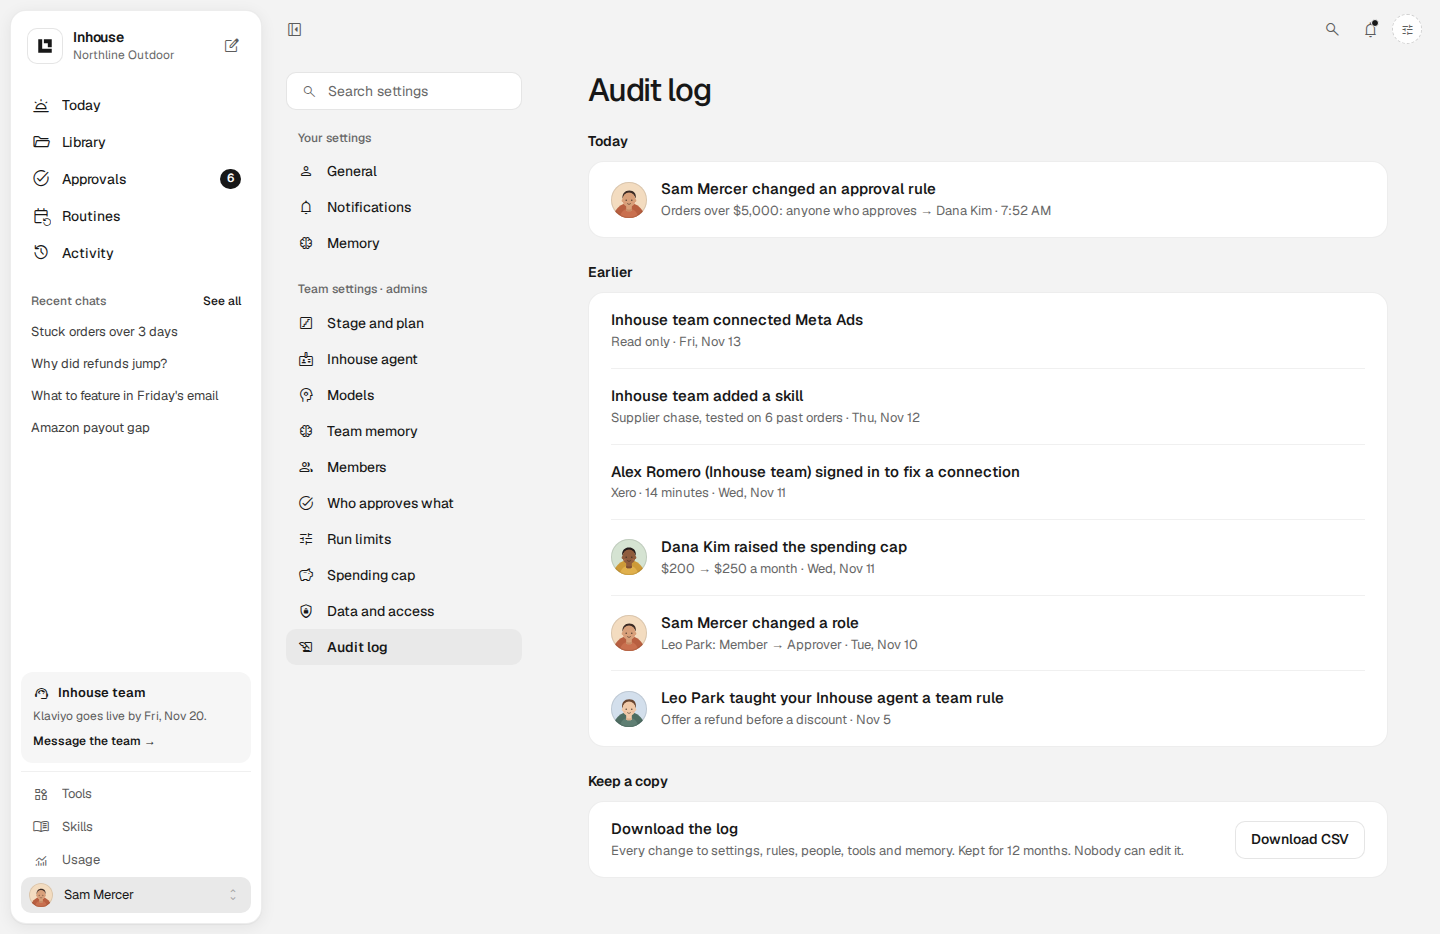 Inhouse
Northline Outdoor
Today
Library
Approvals 6
Routines
Activity
Recent chats See all
Stuck orders over 3 days
Why did refunds jump?
What to feature in Friday's email
Amazon payout gap
Inhouse team
Klaviyo goes live by Fri, Nov 20.
Message the team →
Tools
Skills
Usage
Sam Mercer
Search settings
Your settings
General
Notifications
Memory
Team settings · admins
Stage and plan
Inhouse agent
Models
Team memory
Members
Who approves what
Run limits
Spending cap
Data and access
Audit log
Audit log
Today
Sam Mercer changed an approval rule
Orders over $5,000: anyone who approves → Dana Kim · 7:52 AM
Earlier
Inhouse team connected Meta Ads
Read only · Fri, Nov 13
Inhouse team added a skill
Supplier chase, tested on 6 past orders · Thu, Nov 12
Alex Romero (Inhouse team) signed in to fix a connection
Xero · 14 minutes · Wed, Nov 11
Dana Kim raised the spending cap
$200 → $250 a month · Wed, Nov 11
Sam Mercer changed a role
Leo Park: Member → Approver · Tue, Nov 10
Leo Park taught your Inhouse agent a team rule
Offer a refund before a discount · Nov 5
Keep a copy
Download the log
Every change to settings, rules, people, tools and memory. Kept for 12 months. Nobody can edit it.
Download CSV